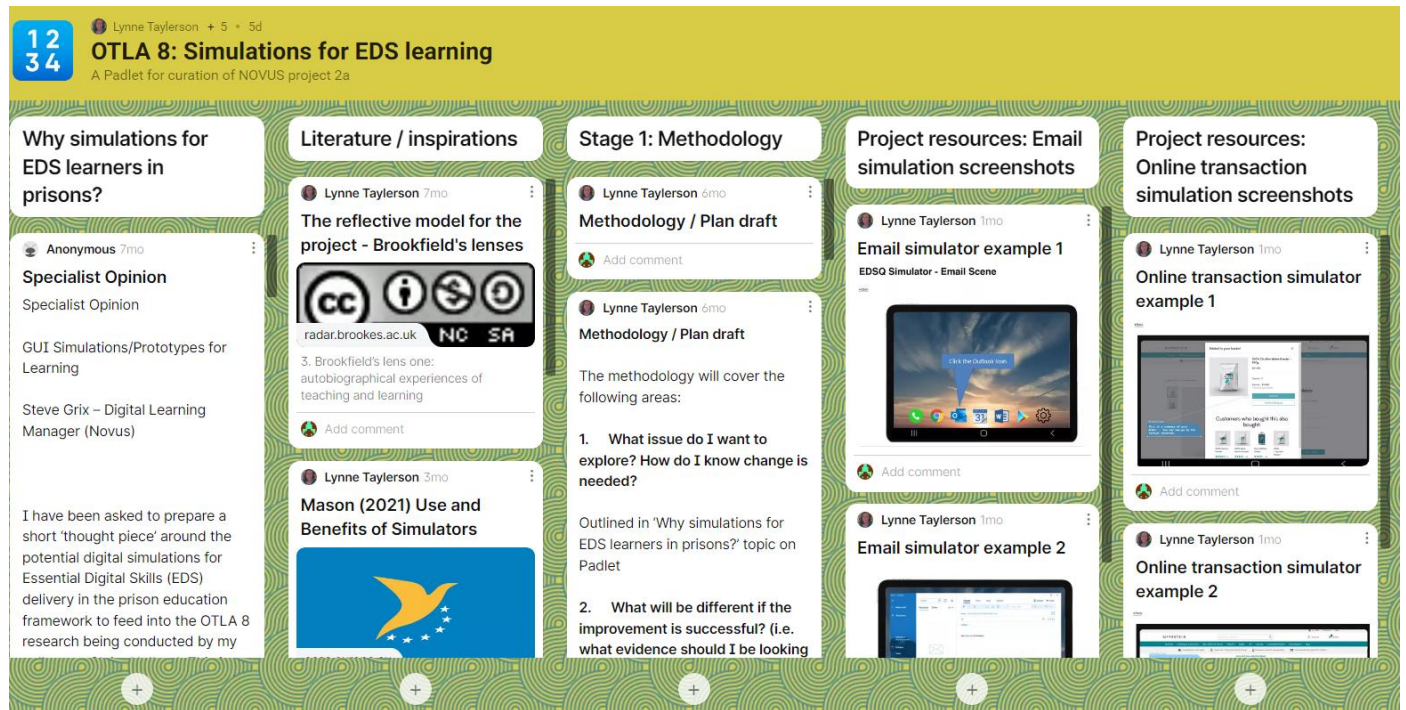 1 2
3 4
Lynne Taylerson + 5 • 5d
OTLA 8: Simulations for EDS learning
A Padlet for curation of NOVUS project 2a
Why simulations for
EDS learners in
prisons?
Anonymous 7mo
Specialist Opinion
Specialist Opinion
GUI Simulations/Prototypes for
Learning
Steve Grix – Digital Learning
Manager (Novus)
I have been asked to prepare a
short 'thought piece' around the
potential digital simulations for
Essential Digital Skills (EDS)
delivery in the prison education
framework to feed into the OTLA 8
research being conducted by my
Literature / inspirations
Lynne Taylerson 7mo
The reflective model for the
project - Brookfield's lenses
cc
radar.brookes.ac.uk
NC SA
3. Brookfield's lens one:
autobiographical experiences of
teaching and learning
Add comment
Lynne Taylerson 3mo
Mason (2021) Use and
Benefits of Simulators
Stage 1: Methodology
Lynne Taylerson 6mo
Methodology / Plan draft
Add comment
Lynne Taylerson 6mo
Methodology / Plan draft
The methodology will cover the
following areas:
1. What issue do I want to
explore? How do I know change is
needed?
Outlined in 'Why simulations for
EDS learners in prisons?' topic on
Padlet
2. What will be different if the
improvement is successful? (i.e.
what evidence should I be looking
Project resources: Email
simulation screenshots
Lynne Taylerson 1mo
Email simulator example 1
EDSQ Simulator - Email Scene
Click the Outlook Icon
31
Add comment
Lynne Taylerson 1mo
Email simulator example 2
Project resources:
Online transaction
simulation screenshots
Lynne Taylerson 1mo
Online transaction simulator
example 1
Customers who bought this also
bought
Add comment
Lynne Taylerson 1mo
Online transaction simulator
example 2